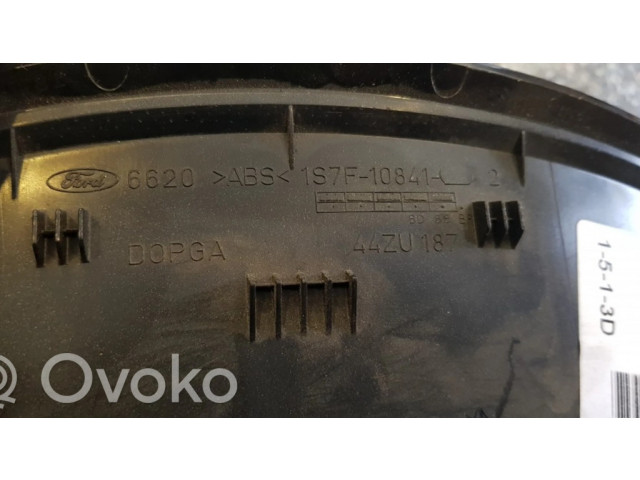 Ford 6620 >ABS< 1S7F-10841- 2
DOPGA 44ZU187
1-5-1-3D
Ovoko